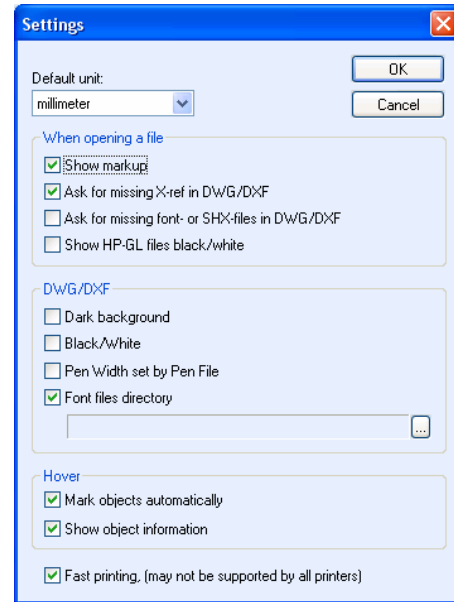 Settings
OK
Default unit:
millimeter
Cancel
When opening a file
Show markup
Ask for missing X-ref in DWG/DXF
Ask for missing font- or SHX-files in DWG/DXF
Show HP-GL files black/white
DWG/DXF
Dark background
Black/White
Pen Width set by Pen File
Font files directory
...
Hover
Mark objects automatically
Show object information
Fast printing, (may not be supported by all printers)